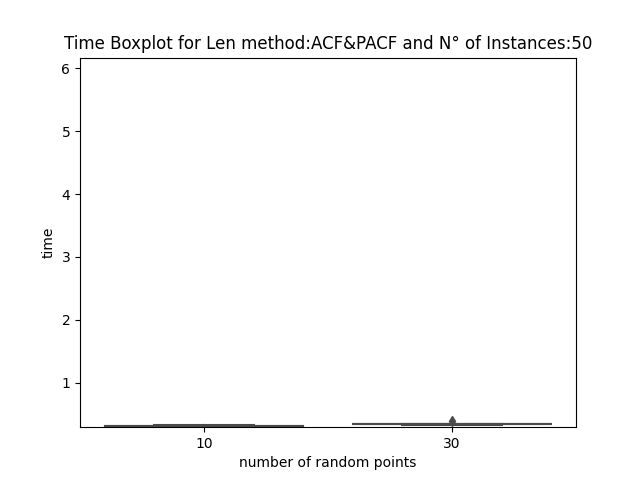 Time Boxplot for Len method:ACF&PACF and N° of Instances:50
6
5
4
3
2
1
time
10
30
number of random points